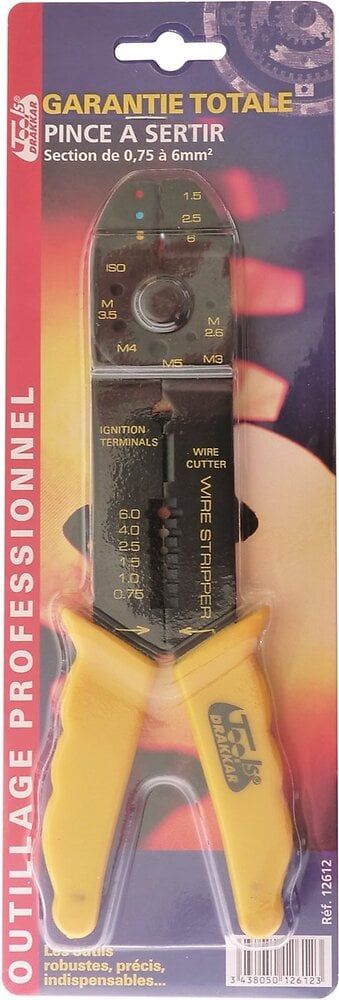 Tools
DRAKKAR
GARANTIE TOTALE
PINCE A SERTIR
Section de 0,75 à 6mm²
OUTILLAGE PROFESSIONNEL
1.5
2.5
6
ISO
M
3.5
M
2.6
M4
M5
M3
IGNITION
TERMINALS
WIRE
CUTTER
WIRE STRIPPER
6.0
4.0
2.5
1.5
1.0
0.75
Tools
DRAKKAR
Les outils
robustes, précis,
indispensables...
Réf. 12612
3 438050 126123